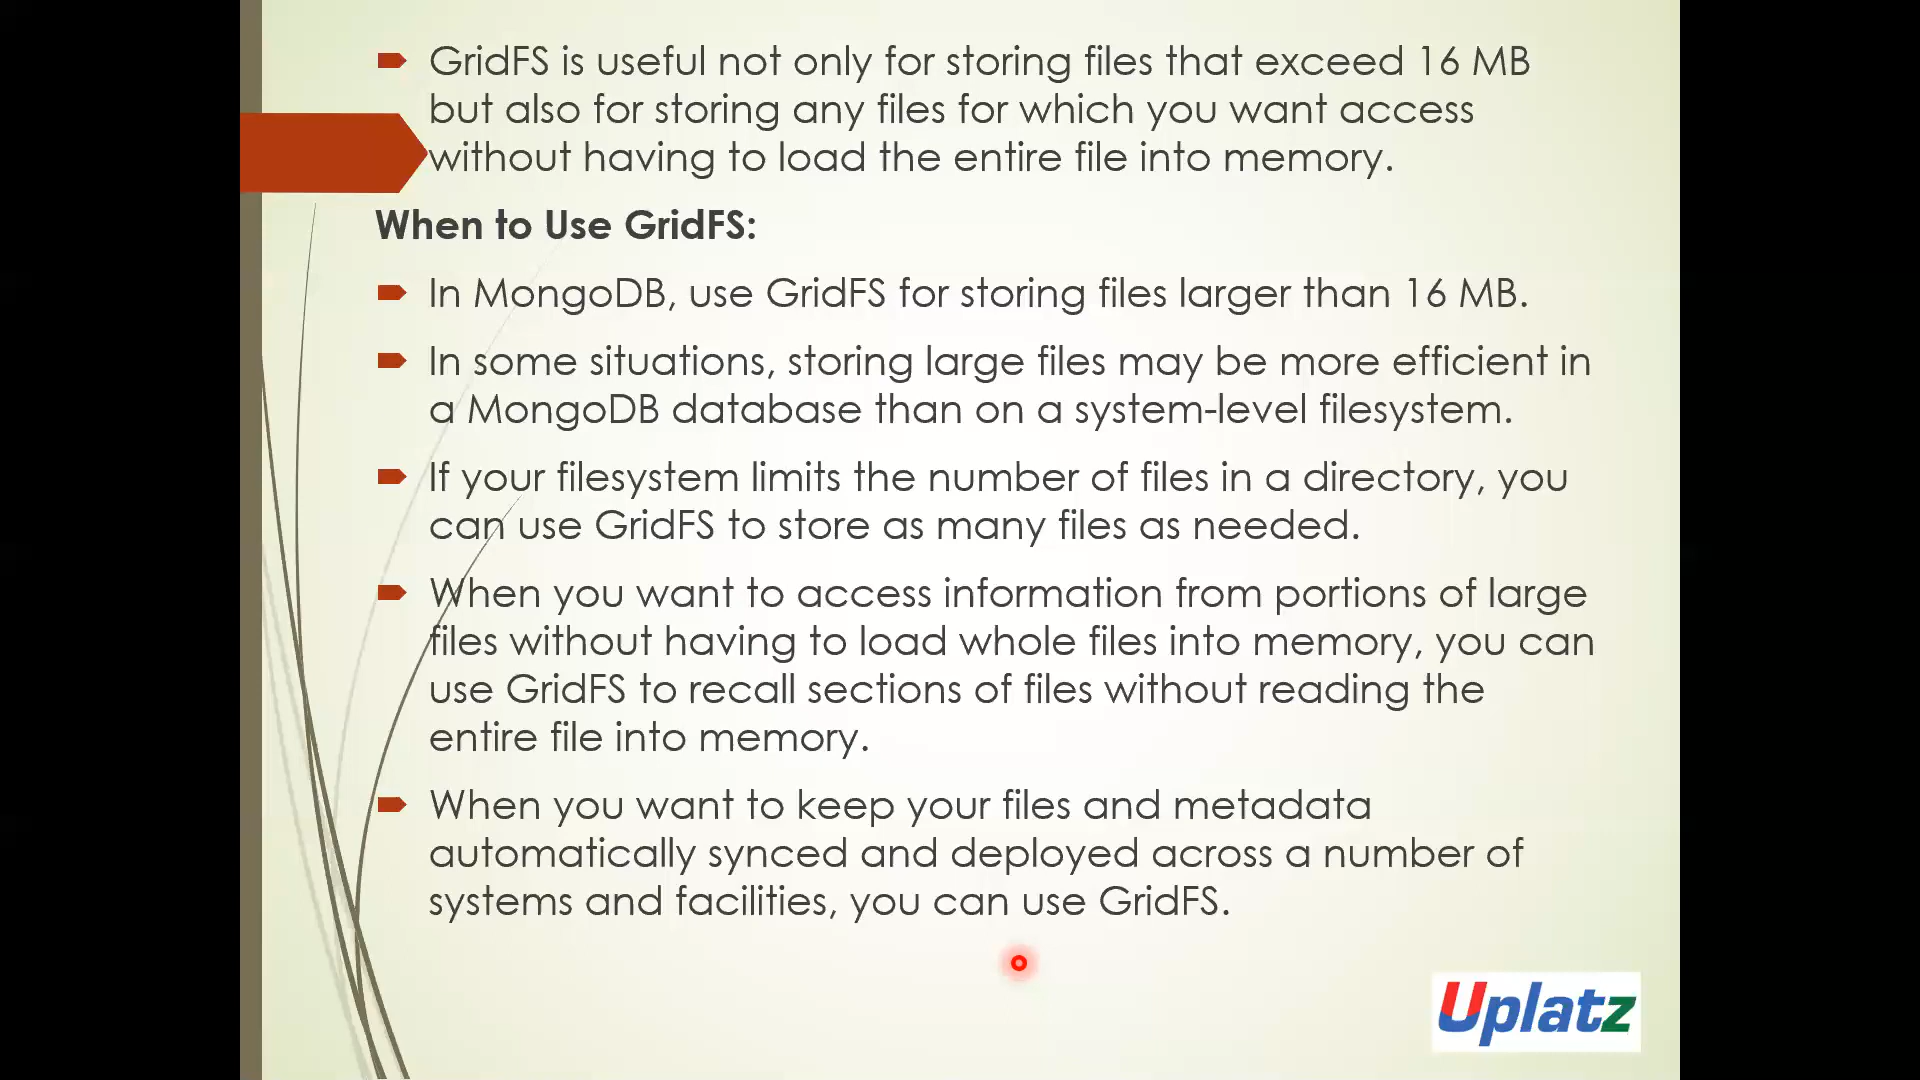 GridFS is useful not only for storing files that exceed 16 MB
but also for storing any files for which you want access
without having to load the entire file into memory.
When to Use GridFS:
In MongoDB, use GridFS for storing files larger than 16 MB.
In some situations, storing large files may be more efficient in
a MongoDB database than on a system-level filesystem.
If your filesystem limits the number of files in a directory, you
can use GridFS to store as many files as needed.
When you want to access information from portions of large
files without having to load whole files into memory, you can
use GridFS to recall sections of files without reading the
entire file into memory.
When you want to keep your files and metadata
automatically synced and deployed across a number of
systems and facilities, you can use GridFS.
Uplatz